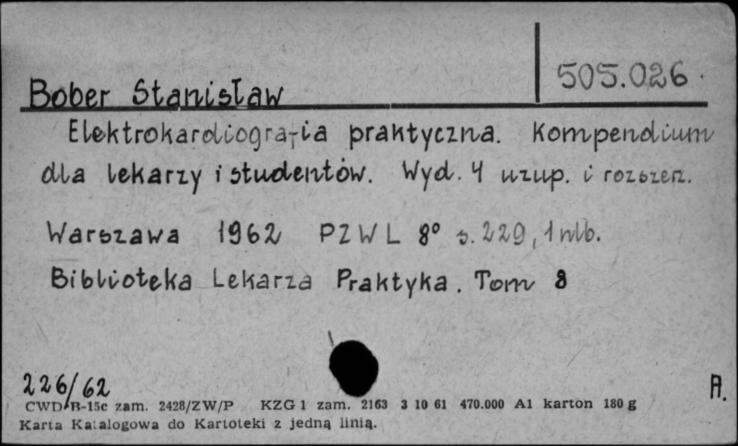 505.026
Bober Stanisław
Elektrokardiografia praktyczna. Kompendium
dla lekarzy i studentów. Wyd. 4 uzup. i rozszerz.
Warszawa 1962 PZWL 8° s. 229, 1 nlb.
Biblioteka Lekarza Praktyka. Tom 8
226/62
A.
CWD R-15c zam. 2428/ZW/P KZG 1 zam. 2163 3 10 61 470.000 A1 karton 180 g
Karta Katalogowa do Kartoteki z jedną linią.